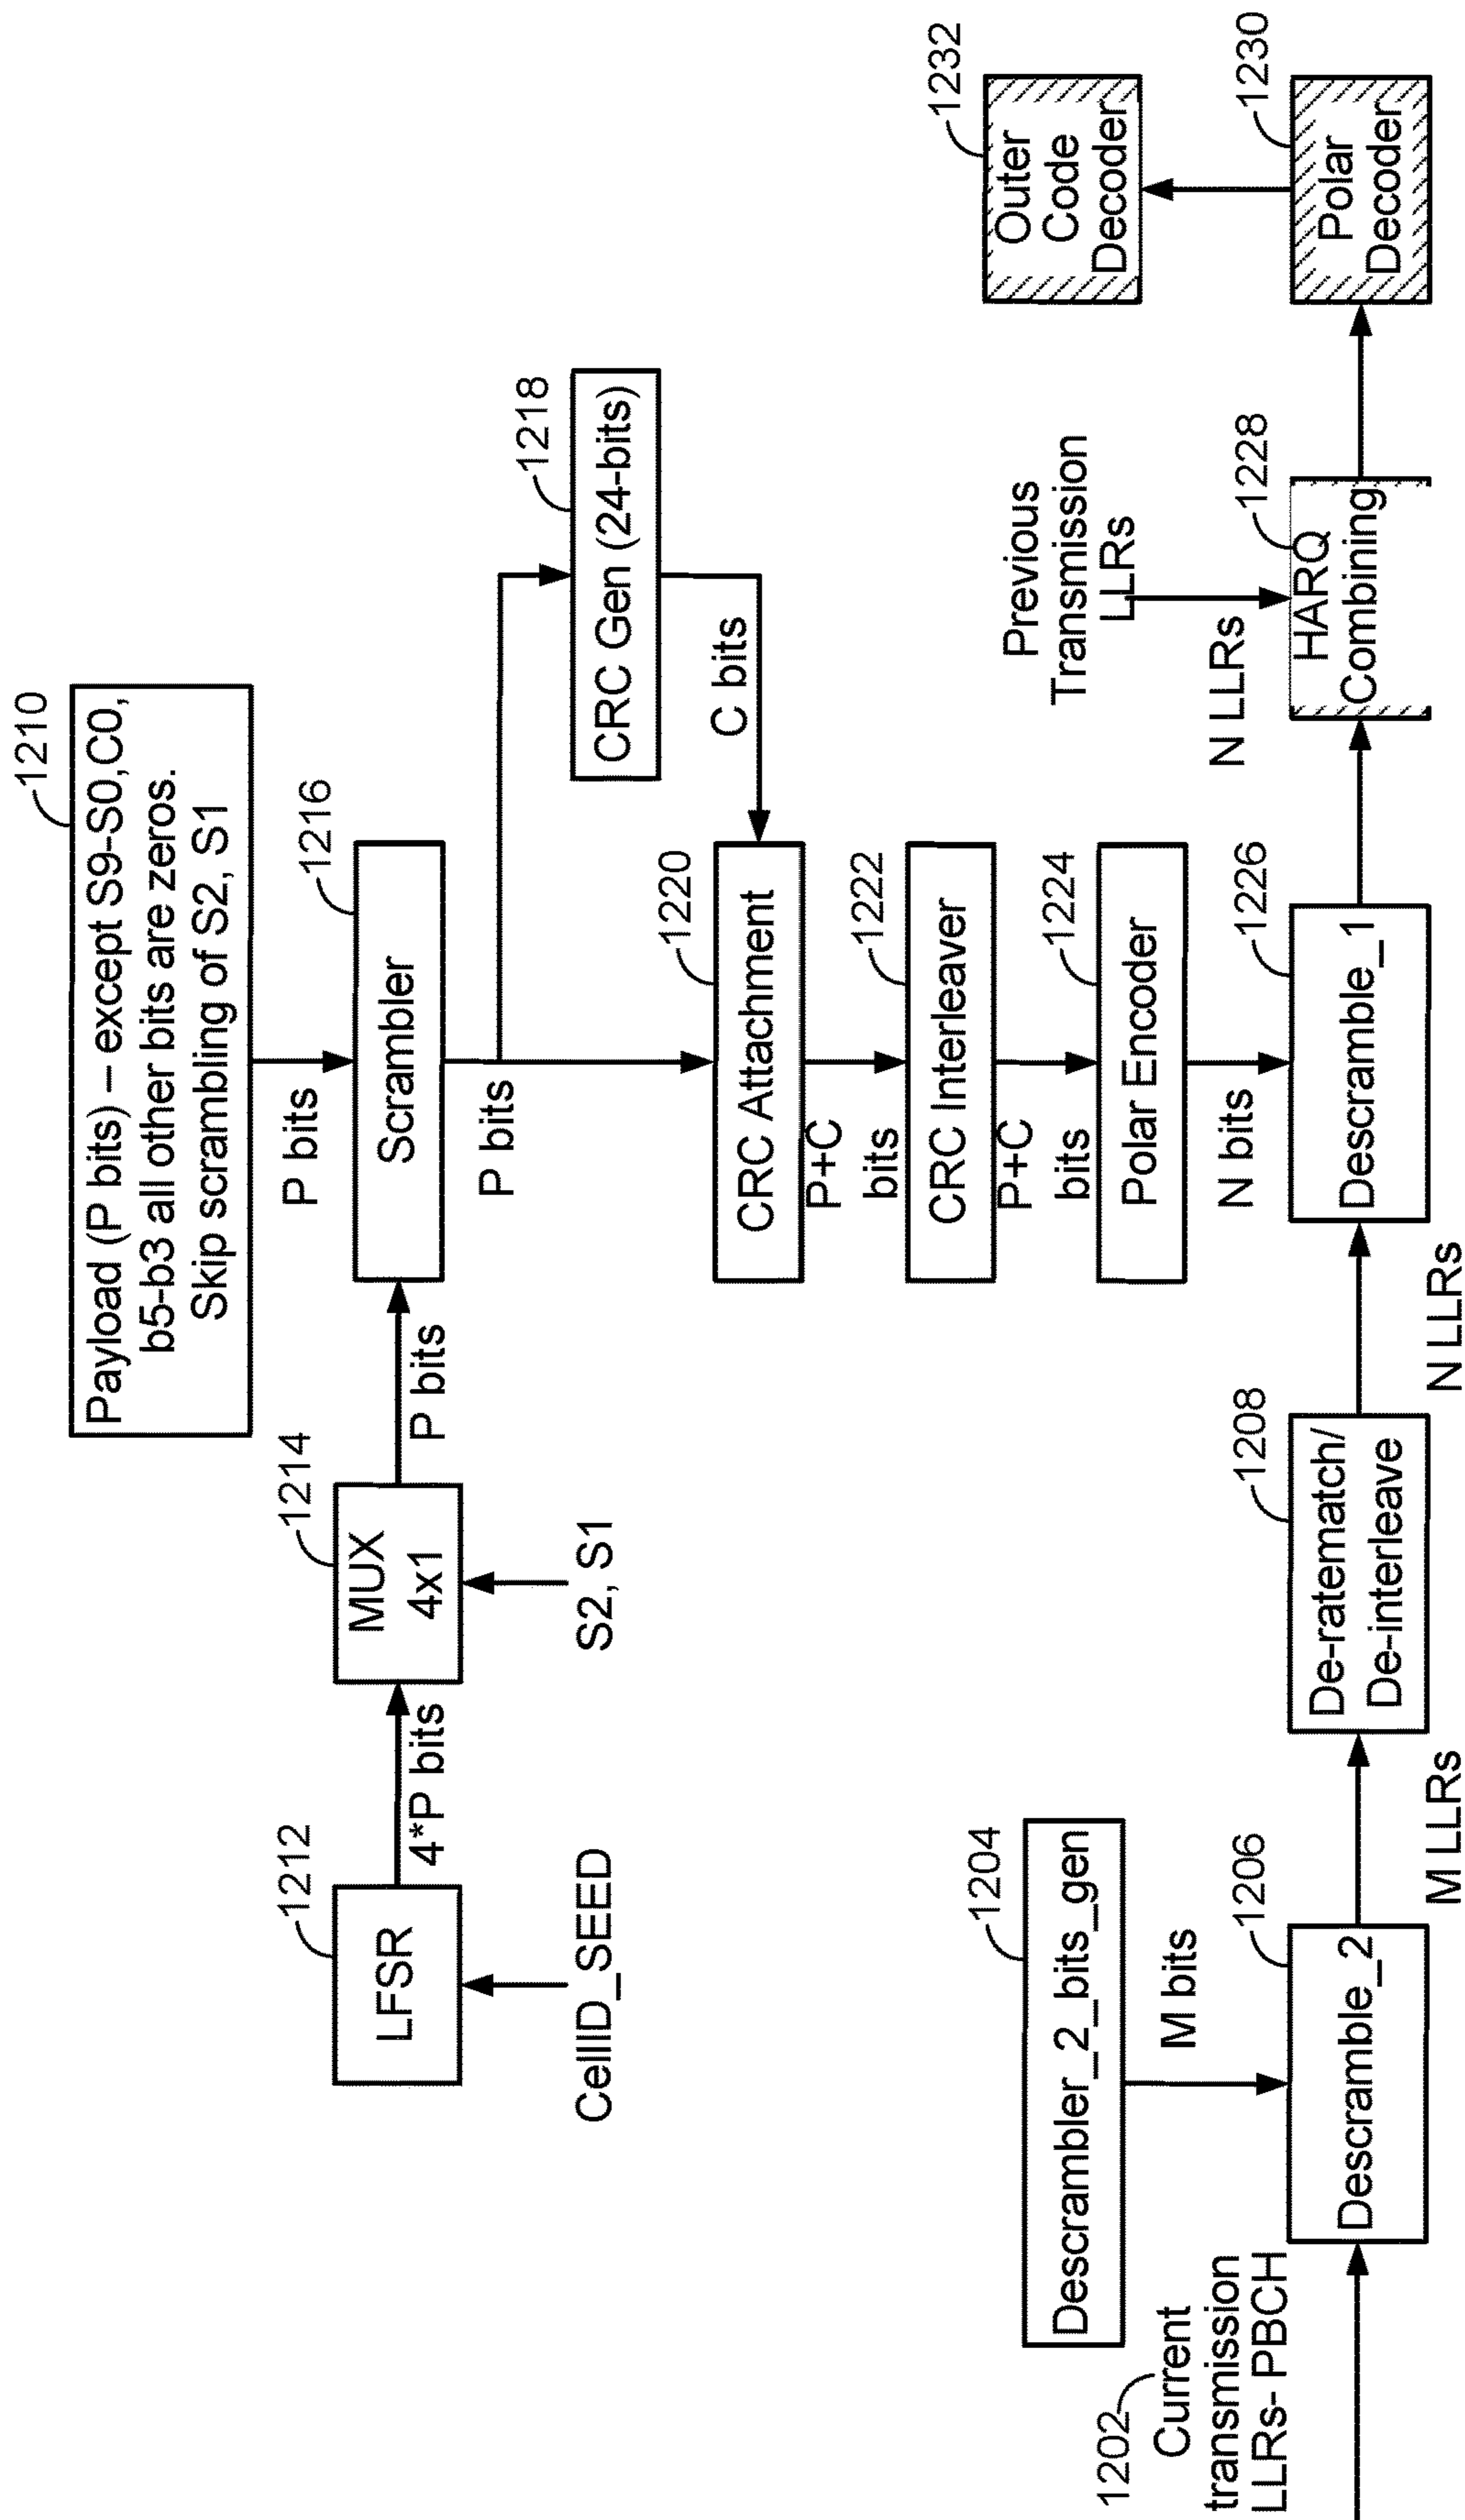 1210
Payload (P bits) – except S9-S0,C0,
b5-b3 all other bits are zeros.
Skip scrambling of S2, S1
P bits
1212
LFSR
CellID_SEED
4*P bits
1214
MUX
4x1
S2, S1
P bits
1216
Scrambler
P bits
1218
CRC Gen (24-bits)
C bits
1220
CRC Attachment
P+C
bits
1222
CRC Interleaver
P+C
bits
1224
Polar Encoder
N bits
1202
Current
transmission
LLRs- PBCH
1204
Descrambler_2_bits_gen
M bits
1206
Descramble_2
M LLRs
1208
De-ratematch/
De-interleave
N LLRs
1226
Descramble_1
Previous
Transmission
LLRs
N LLRs
1228
HARQ
Combining
1230
Polar
Decoder
1232
Outer
Code
Decoder